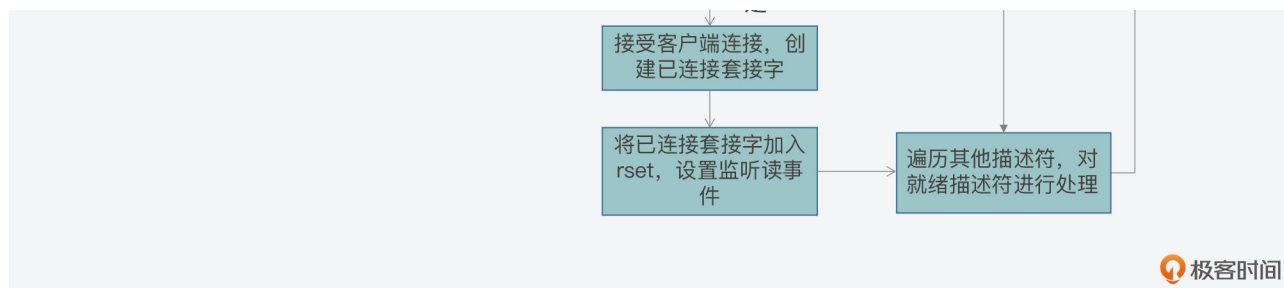 接受客户端连接，创
建已连接套接字
将已连接套接字加入
rset，设置监听读事
件
遍历其他描述符，对
就绪描述符进行处理
极客时间